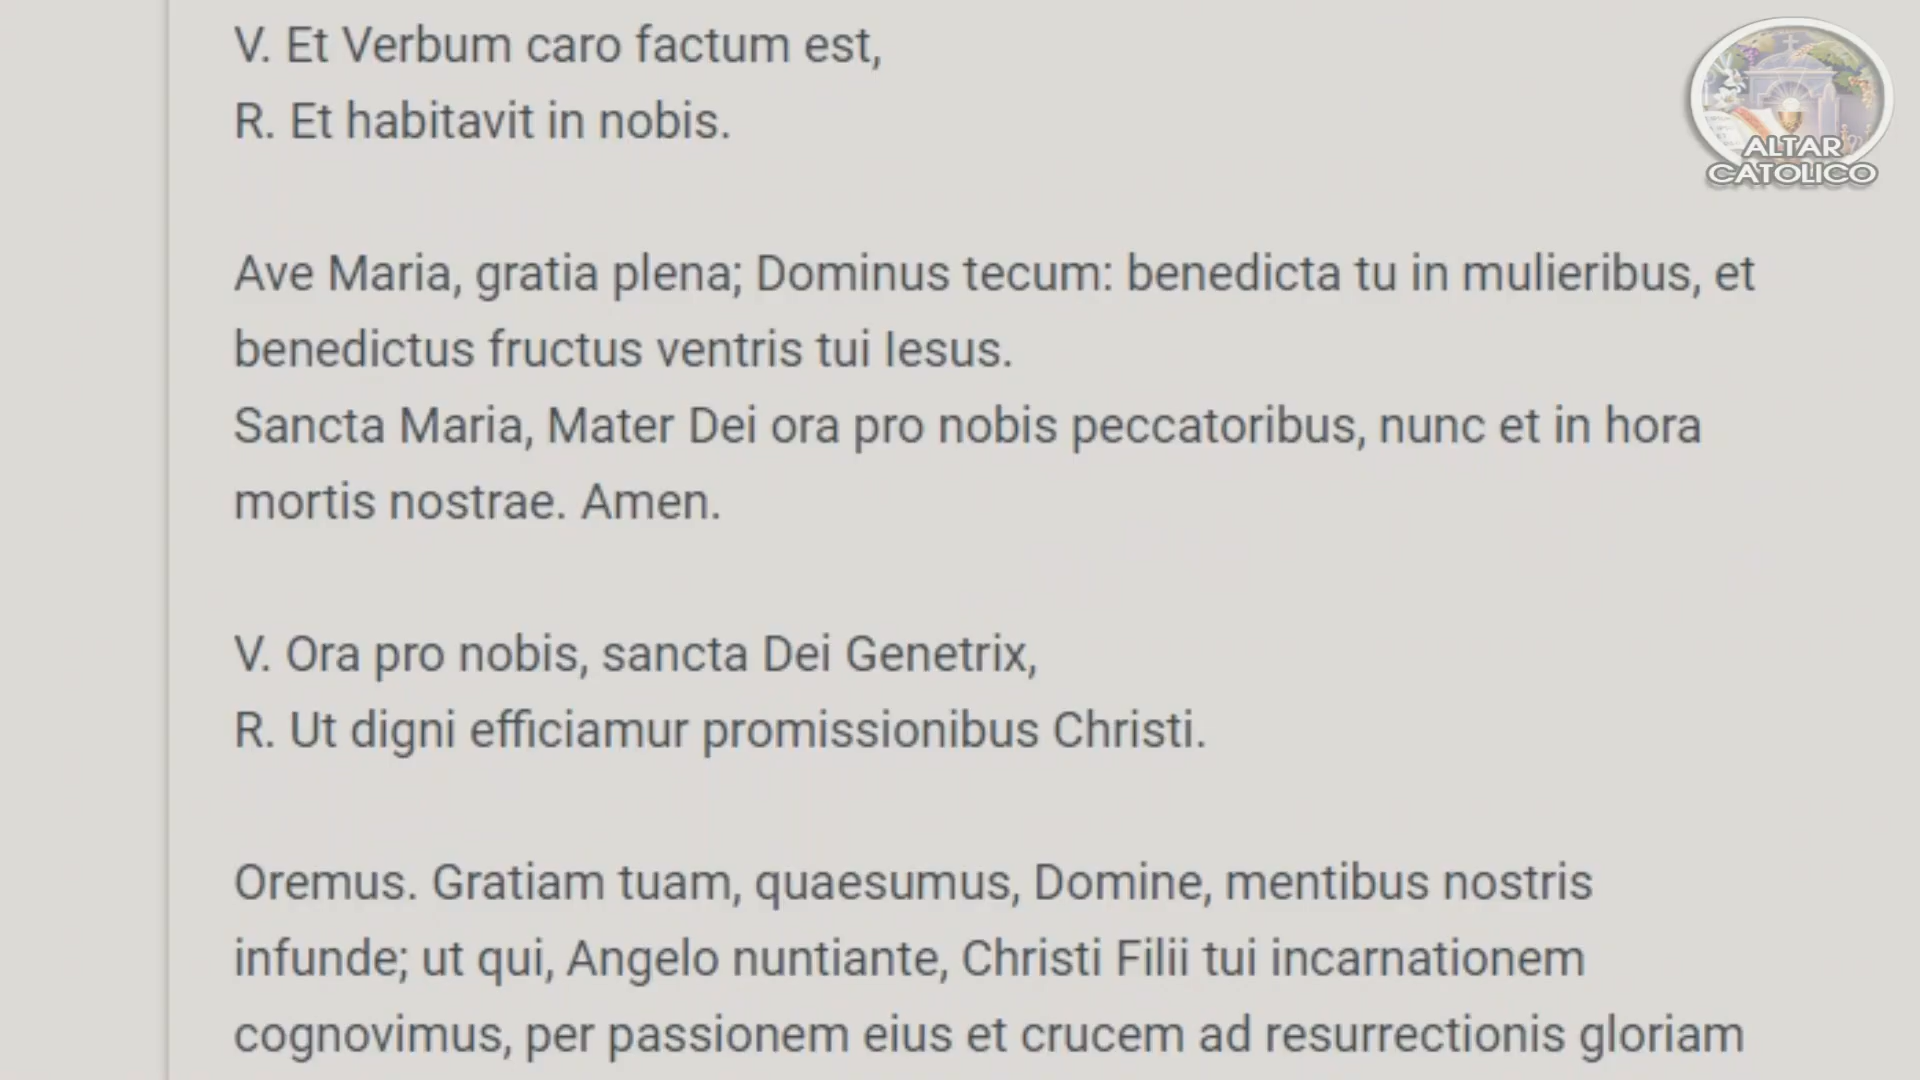 V. Et Verbum caro factum est,
R. Et habitavit in nobis.
Ave Maria, gratia plena; Dominus tecum: benedicta tu in mulieribus, et
benedictus fructus ventris tui Iesus.
Sancta Maria, Mater Dei ora pro nobis peccatoribus, nunc et in hora
mortis nostrae. Amen.
V. Ora pro nobis, sancta Dei Genetrix,
R. Ut digni efficiamur promissionibus Christi.
Oremus. Gratiam tuam, quaesumus, Domine, mentibus nostris
infunde; ut qui, Angelo nuntiante, Christi Filii tui incarnationem
cognovimus, per passionem eius et crucem ad resurrectionis gloriam
ALTAR
CATOLICO